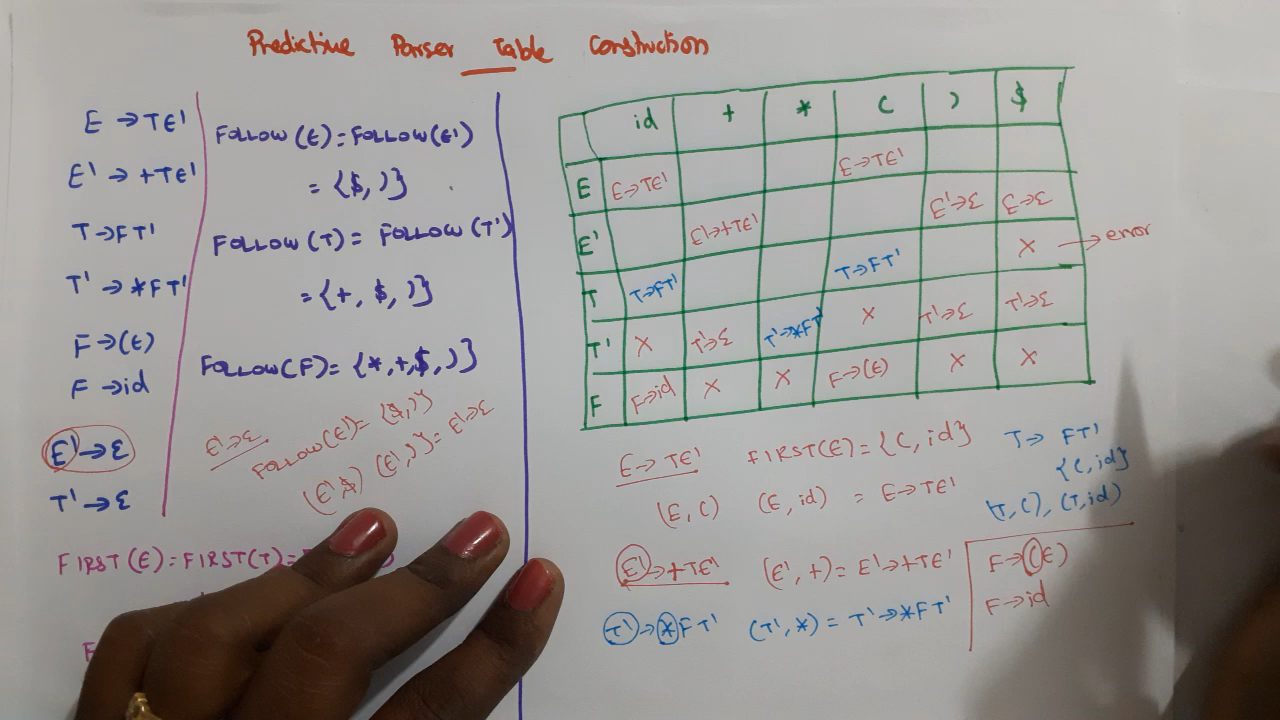 Predictive Parser Table Construction
E → TE'
E' → +TE'
T → FT'
T' → *FT'
F → (E)
F → id
E' → ε
T' → ε
FOLLOW(E) = FOLLOW(E')
= {$, )}
FOLLOW(T) = FOLLOW(T')
= {+, $, )}
FOLLOW(F) = {*, +, $, )}
E' → ε
FOLLOW(E') = {$, )}
(E', $) (E', )} = E' → ε
FIRST(E) = FIRST(T) =
F
id + * ( ) $
E E → TE' E → TE'
E' E' → +TE' E' → ε E → ε
T T → FT' T → FT' X → error
T' X T' → ε T' → *FT' X T' → ε T' → ε
F F → id X X F → (E) X X
E → TE' FIRST(E) = {(, id}
(E, () (E, id) = E → TE'
T → FT'
{(, id}
(T, (), (T, id)
E' → +TE' (E', +) = E' → +TE'
T' → *FT' (T', *) = T' → *FT'
F → (E)
F → id